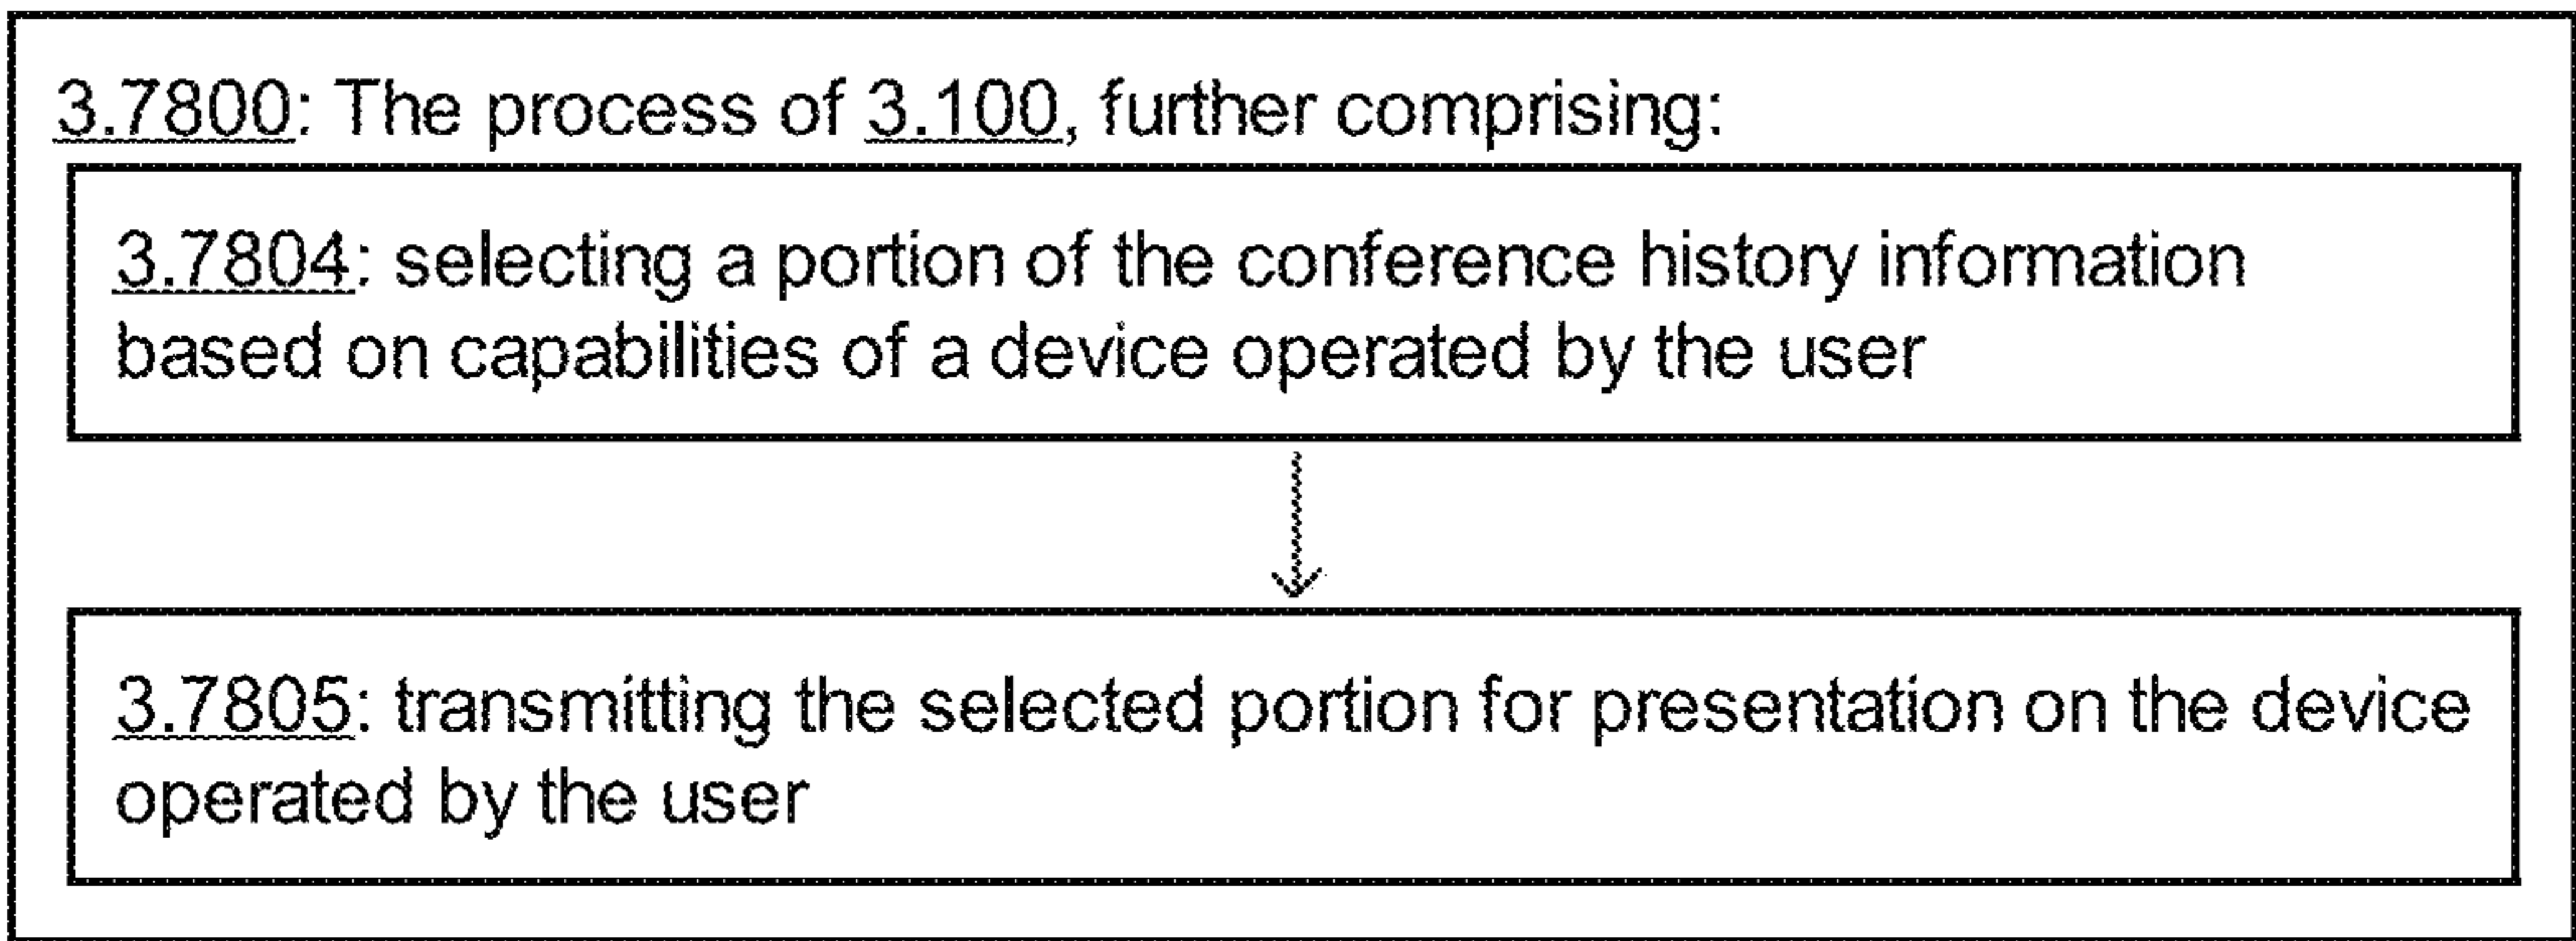 3.7800: The process of 3.100, further comprising:
3.7804: selecting a portion of the conference history information
based on capabilities of a device operated by the user
3.7805: transmitting the selected portion for presentation on the device
operated by the user